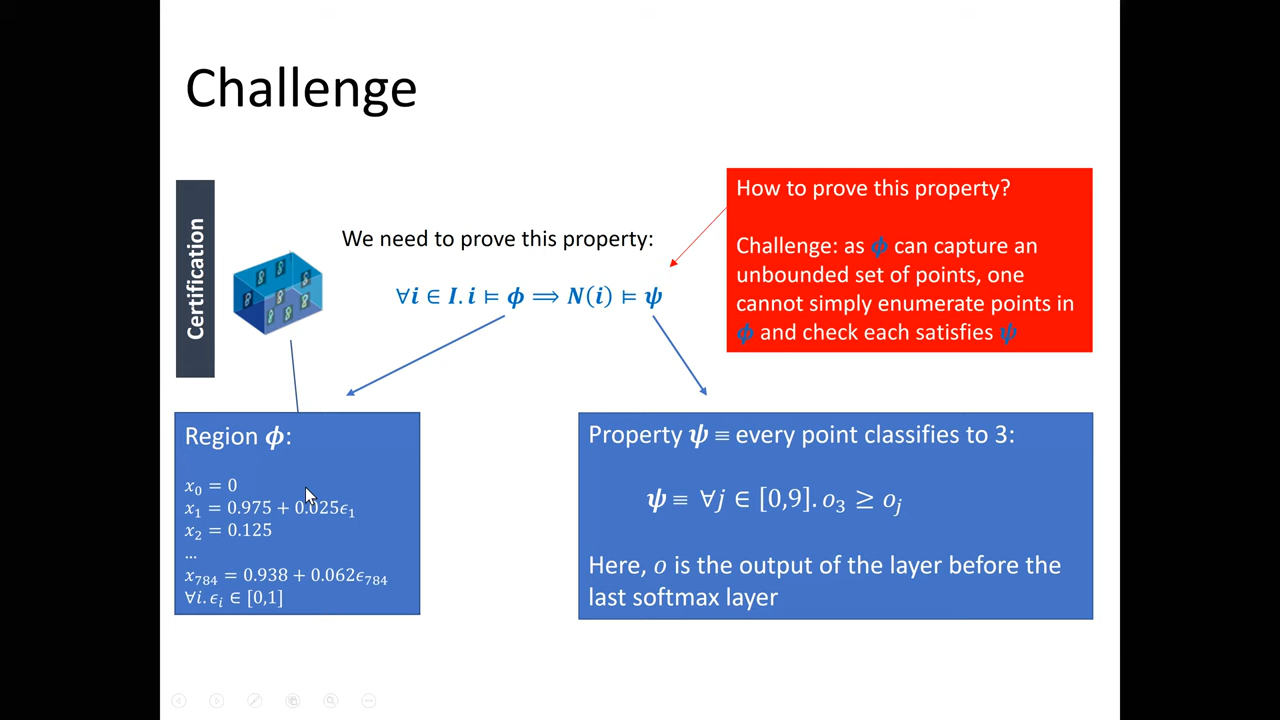 Challenge
Certification
We need to prove this property:
∀i ∈ I. i ⊨ ϕ ⟹ N(i) ⊨ ψ
How to prove this property?
Challenge: as ϕ can capture an
unbounded set of points, one
cannot simply enumerate points in
ϕ and check each satisfies ψ
Region ϕ:
x₀ = 0
x₁ = 0.975 + 0.025ϵ₁
x₂ = 0.125
...
x₇₈₄ = 0.938 + 0.062ϵ₇₈₄
∀i. ϵᵢ ∈ [0,1]
Property ψ ≡ every point classifies to 3:
ψ ≡ ∀j ∈ [0,9]. o₃ ≥ oⱼ
Here, o is the output of the layer before the
last softmax layer